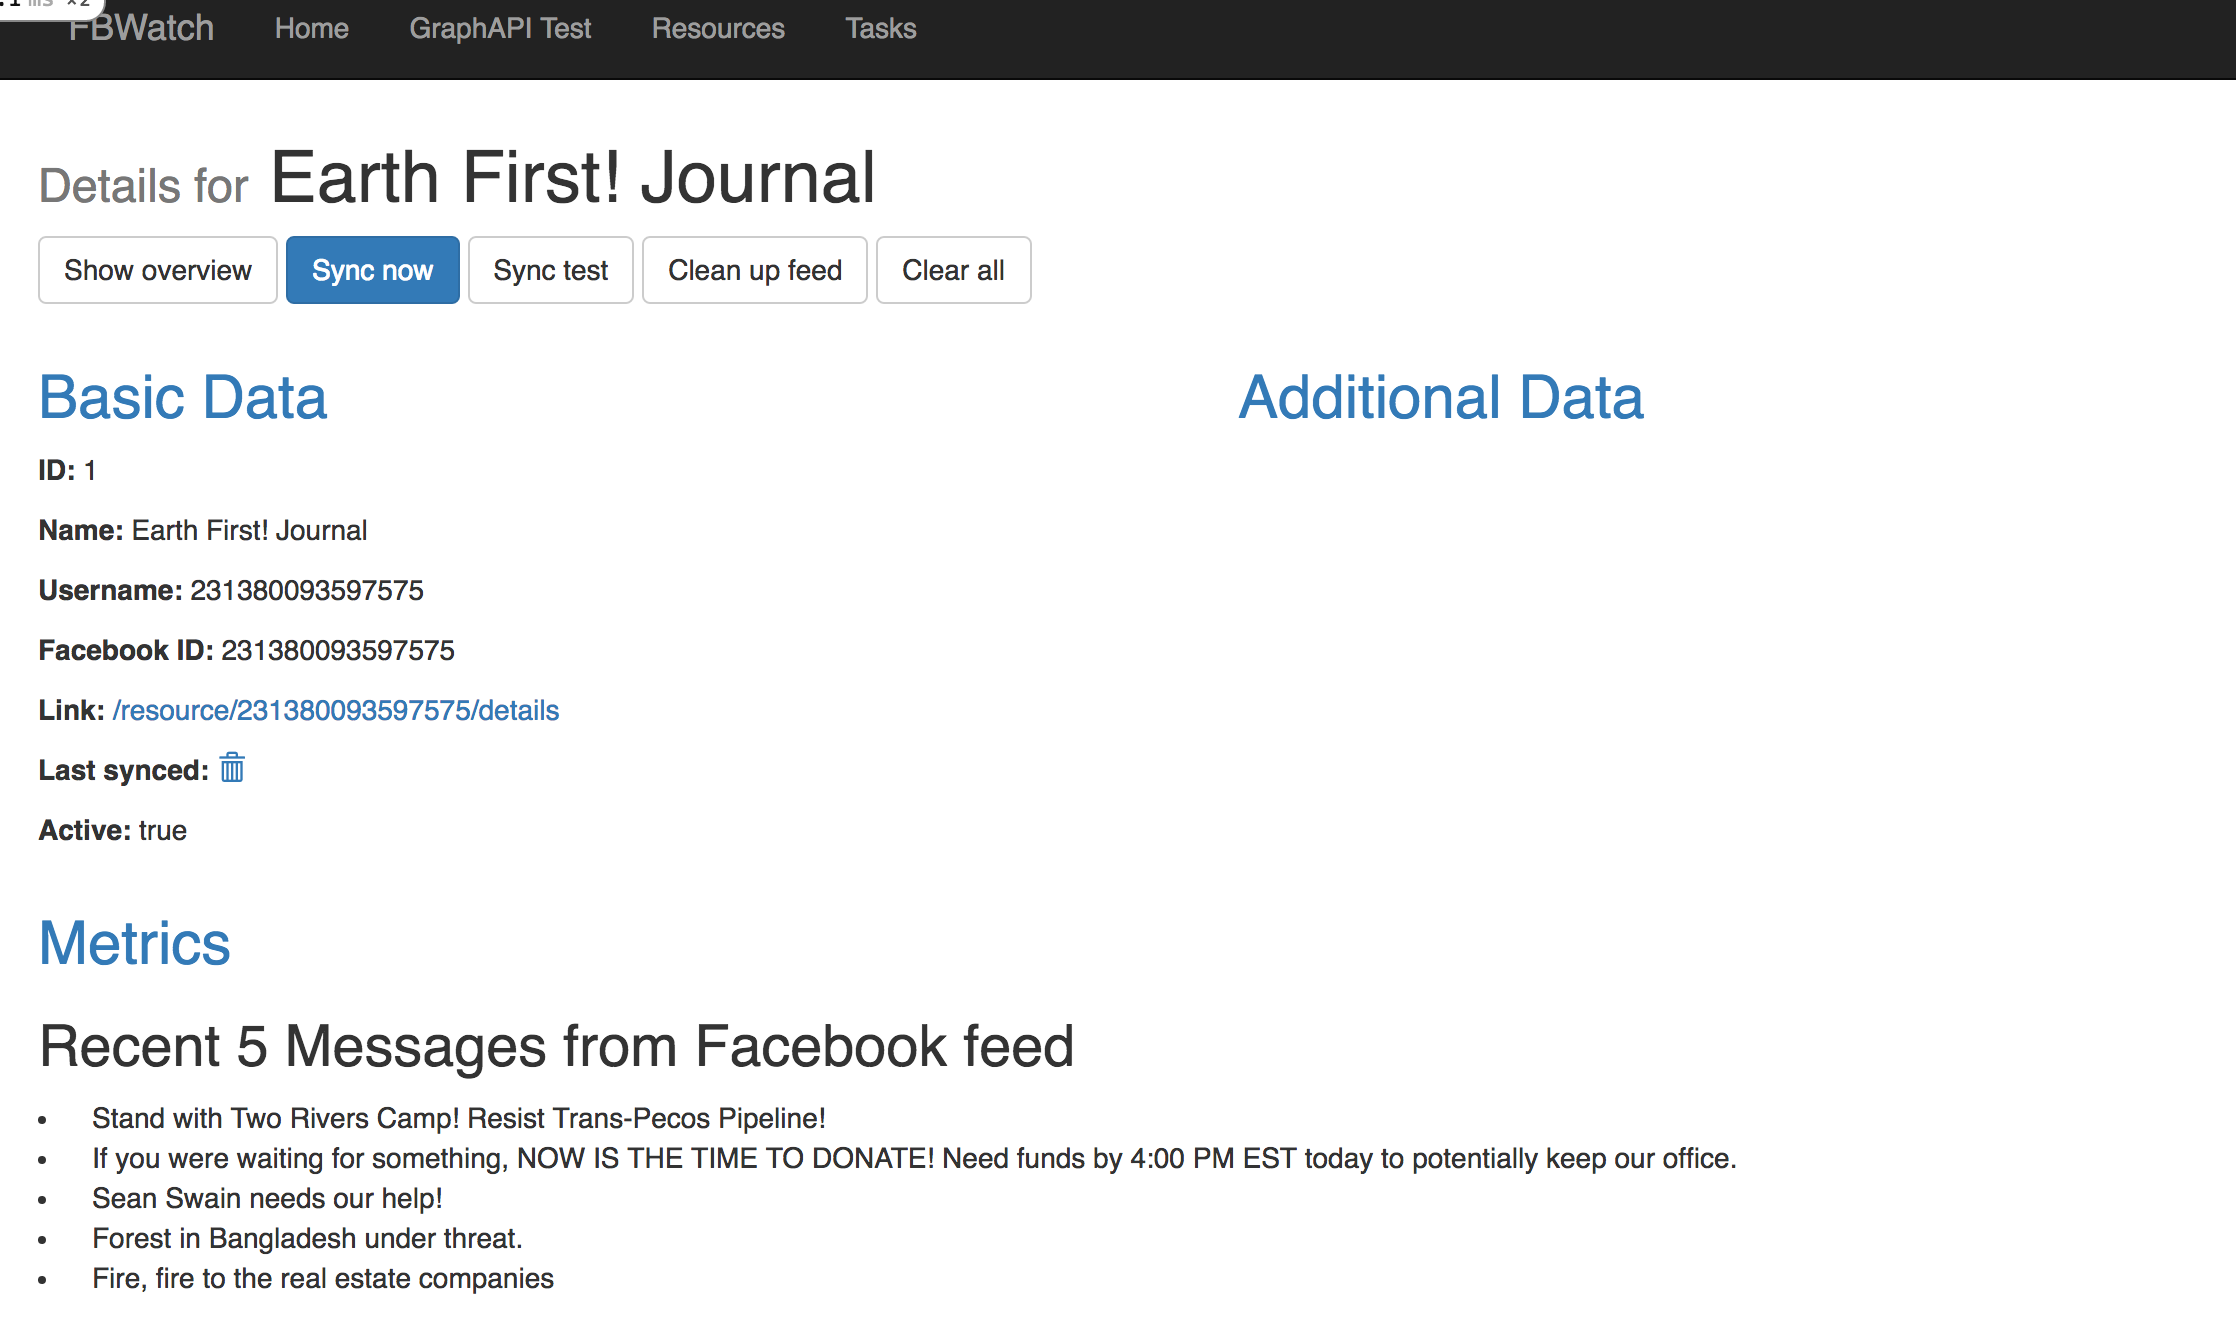 .1 ms ×2
FBWatch Home GraphAPI Test Resources Tasks
Details for Earth First! Journal
Show overview Sync now Sync test Clean up feed Clear all
Basic Data
Additional Data
ID: 1
Name: Earth First! Journal
Username: 231380093597575
Facebook ID: 231380093597575
Link: /resource/231380093597575/details
Last synced:
Active: true
Metrics
Recent 5 Messages from Facebook feed
• Stand with Two Rivers Camp! Resist Trans-Pecos Pipeline!
• If you were waiting for something, NOW IS THE TIME TO DONATE! Need funds by 4:00 PM EST today to potentially keep our office.
• Sean Swain needs our help!
• Forest in Bangladesh under threat.
• Fire, fire to the real estate companies